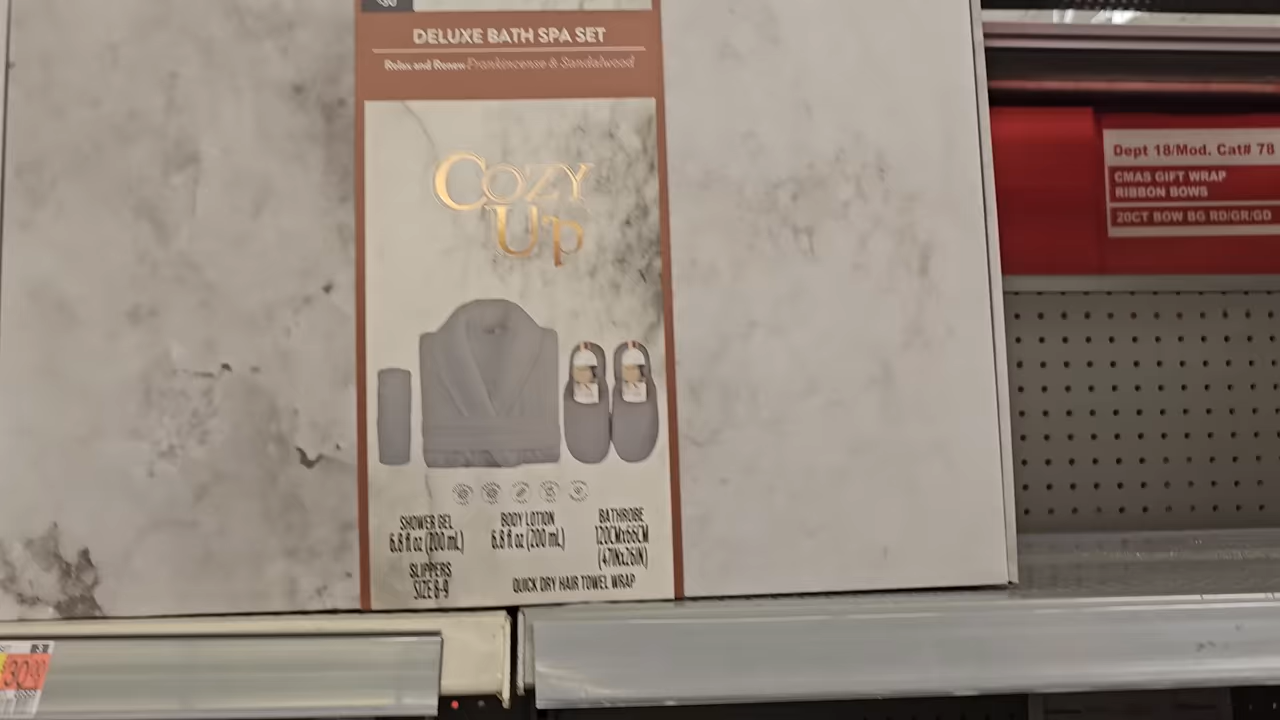 DELUXE BATH SPA SET
Relax and Renew Frankincense & Sandalwood
COZY
UP
SHOWER GEL
6.8 fl oz (200 mL)
BODY LOTION
6.8 fl oz (200 mL)
BATHROBE
120CMx66CM
(47INx26IN)
SLIPPERS
SIZE 8-9
QUICK DRY HAIR TOWEL WRAP
Dept 18/Mod. Cat# 78
CMAS GIFT WRAP
RIBBON BOWS
20CT BOW BG RD/GR/GD
30